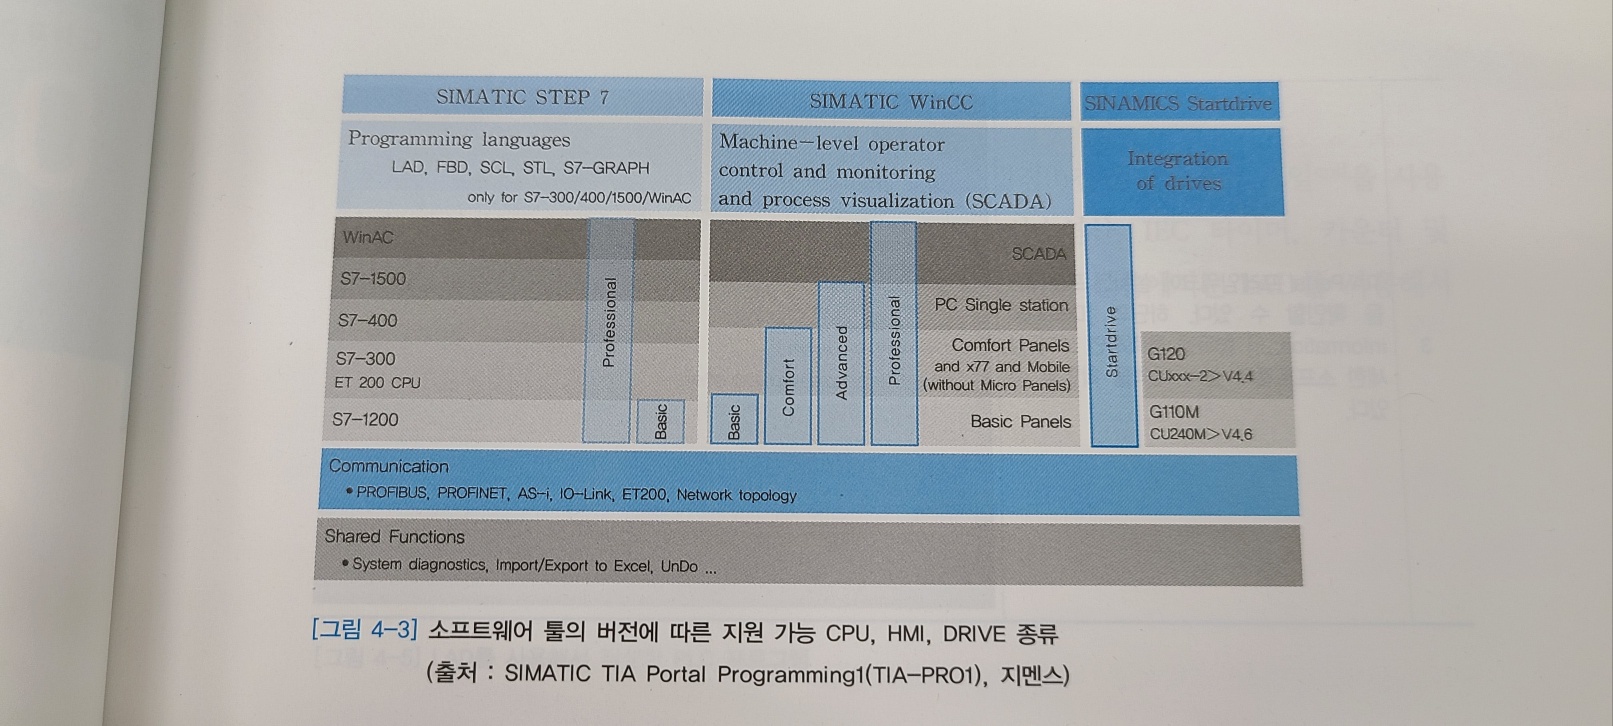 SIMATIC STEP 7
Programming languages
LAD, FBD, SCL, STL, S7-GRAPH
only for S7-300/400/1500/WinAC
WinAC
S7-1500
S7-400
S7-300
ET 200 CPU
S7-1200
Professional
Basic
SIMATIC WinCC
Machine-level operator
control and monitoring
and process visualization (SCADA)
Basic
Comfort
Advanced
Professional
SCADA
PC Single station
Comfort Panels
and x77 and Mobile
(without Micro Panels)
Basic Panels
SINAMICS Startdrive
Integration
of drives
Startdrive
G120
CUxxx-2>V4.4
G110M
CU240M>V4.6
Communication
• PROFIBUS, PROFINET, AS-i, IO-Link, ET200, Network topology
Shared Functions
• System diagnostics, Import/Export to Excel, UnDo ...
[그림 4-3] 소프트웨어 툴의 버전에 따른 지원 가능 CPU, HMI, DRIVE 종류
(출처 : SIMATIC TIA Portal Programming1(TIA-PRO1), 지멘스)